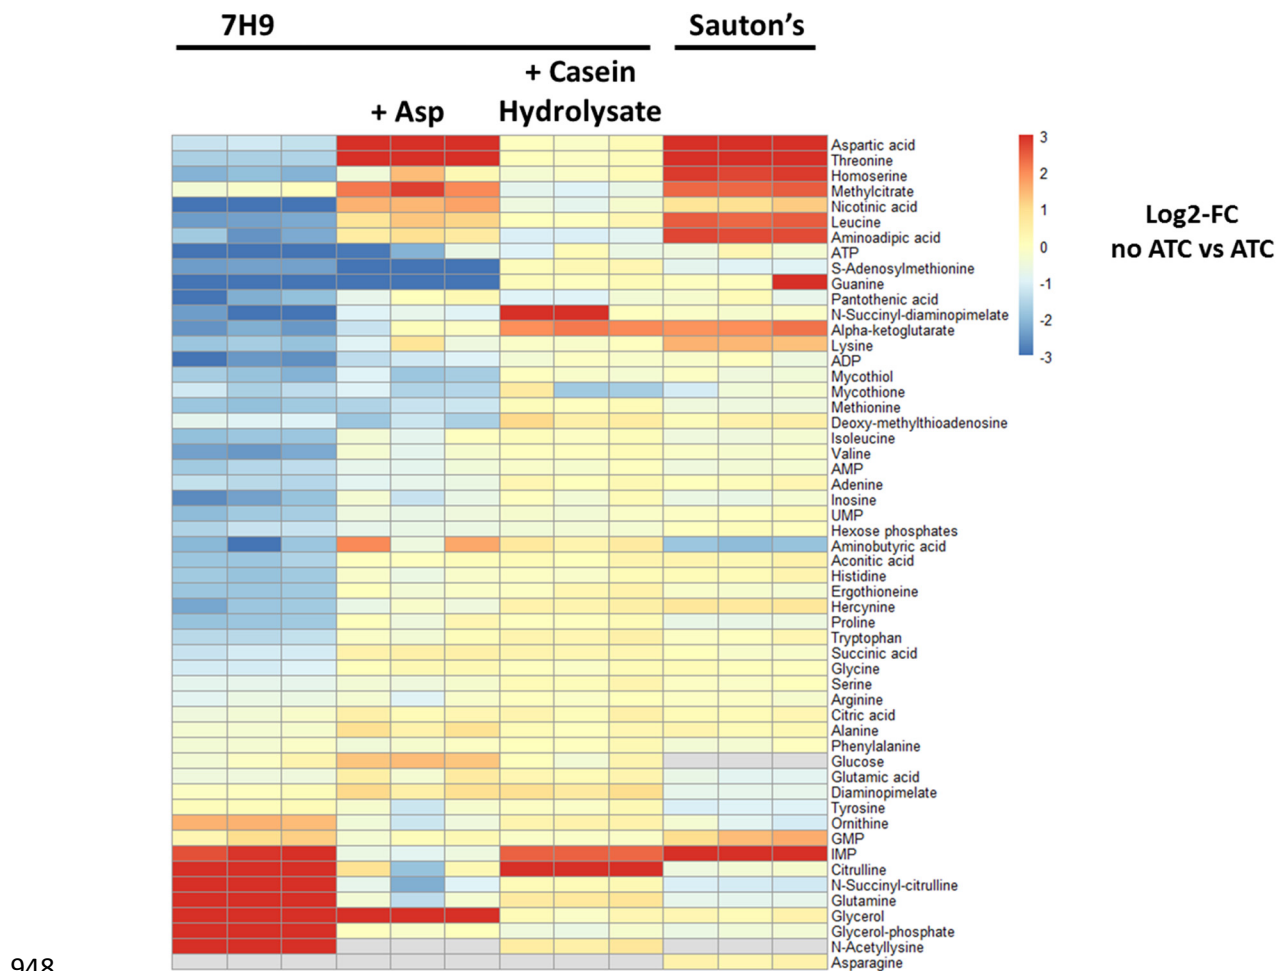 7H9
Sauton's
+ Casein
+ Asp
Hydrolysate
Aspartic acid
Threonine
Homoserine
Methylcitrate
Nicotinic acid
Leucine
Aminoadipic acid
ATP
S-Adenosylmethionine
Guanine
Pantothenic acid
N-Succinyl-diaminopimelate
Alpha-ketoglutarate
Lysine
ADP
Mycothiol
Mycothione
Methionine
Deoxy-methylthioadenosine
Isoleucine
Valine
AMP
Adenine
Inosine
UMP
Hexose phosphates
Aminobutyric acid
Aconitic acid
Histidine
Ergothioneine
Hercynine
Proline
Tryptophan
Succinic acid
Glycine
Serine
Arginine
Citric acid
Alanine
Phenylalanine
Glucose
Glutamic acid
Diaminopimelate
Tyrosine
Ornithine
GMP
IMP
Citrulline
N-Succinyl-citrulline
Glutamine
Glycerol
Glycerol-phosphate
N-Acetyllysine
Asparagine
3
2
1
0
-1
-2
-3
Log2-FC
no ATC vs ATC
948